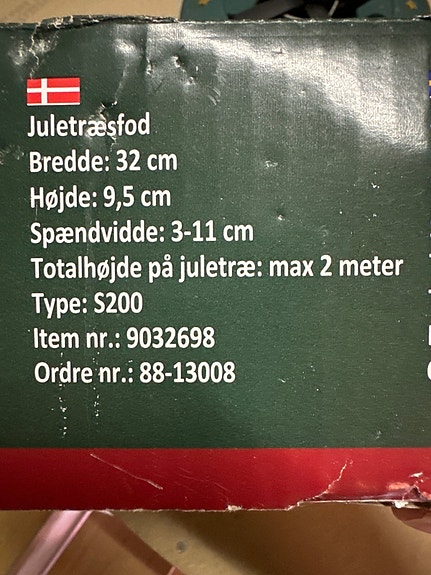 Juletræsfod
Bredde: 32 cm
Højde: 9,5 cm
Spændvidde: 3-11 cm
Totalhøjde på juletræ: max 2 meter
Type: S200
Item nr.: 9032698
Ordre nr.: 88-13008